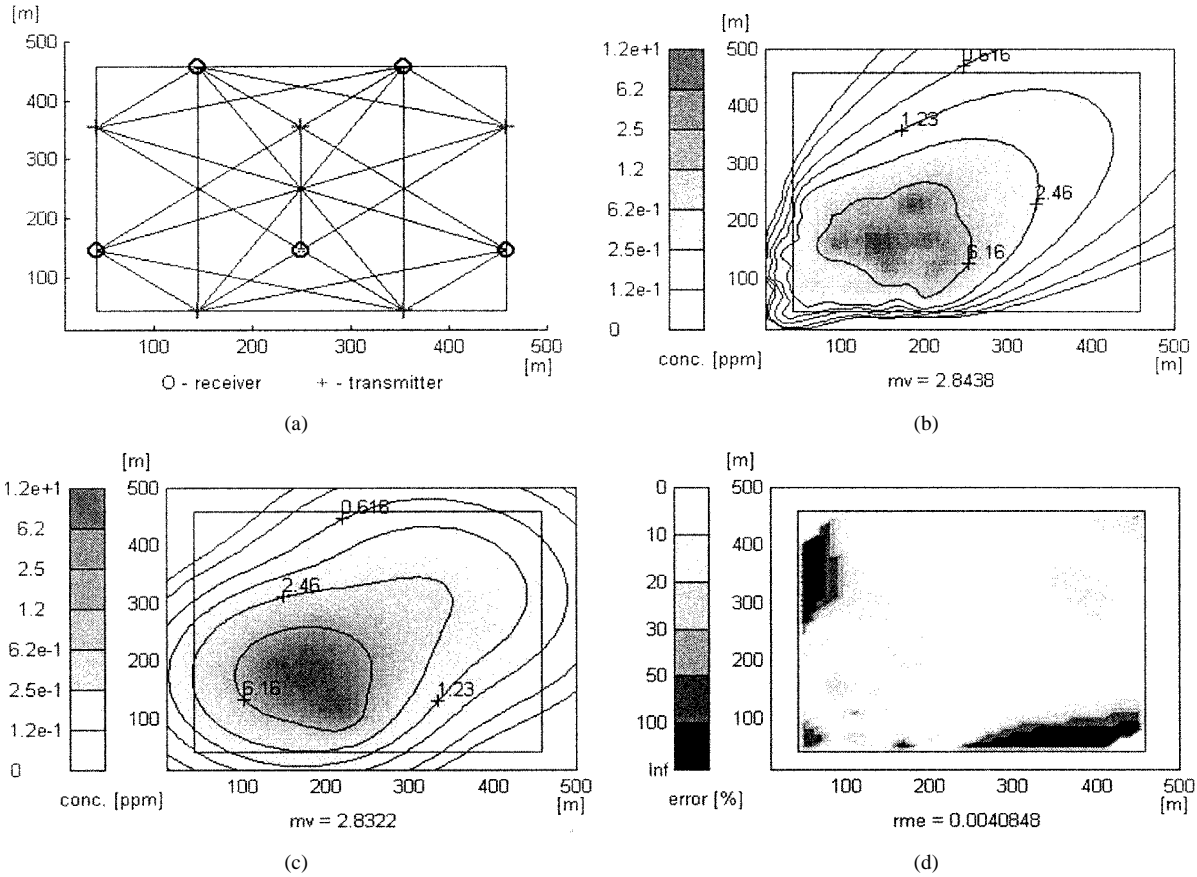 [m]
500
400
300
200
100
100 200 300 400 500
[m]
O - receiver + - transmitter
(a)
[m]
1.2e+1
6.2
2.5
1.2
6.2e-1
2.5e-1
1.2e-1
0
conc. [ppm]
500
400
300
200
100
0.616
1.23
2.46
6.16
100 200 300 400 500
[m]
mv = 2.8438
(b)
[m]
1.2e+1
6.2
2.5
1.2
6.2e-1
2.5e-1
1.2e-1
0
conc. [ppm]
500
400
300
200
100
0.616
2.46
6.16
1.23
100 200 300 400 500
[m]
mv = 2.8322
(c)
[m]
0
10
20
30
50
100
Inf
error [%]
500
400
300
200
100
100 200 300 400 500
[m]
rme = 0.0040848
(d)